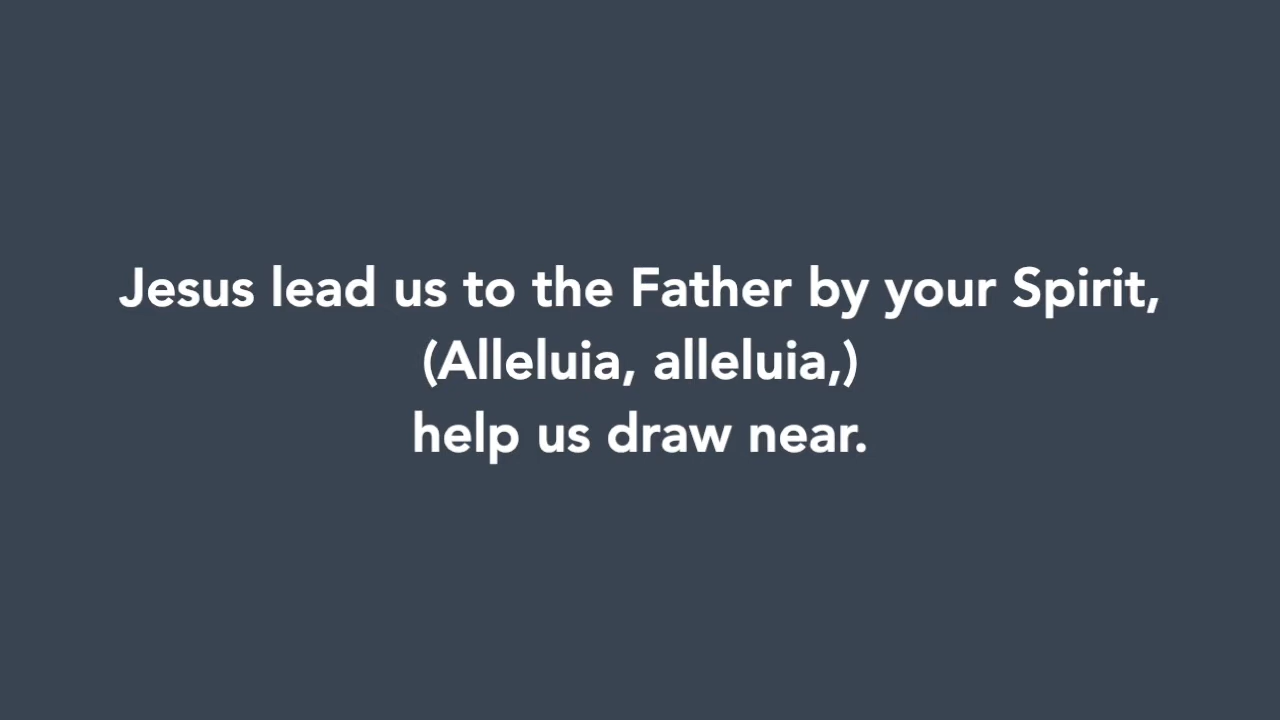 Jesus lead us to the Father by your Spirit,
(Alleluia, alleluia,)
help us draw near.